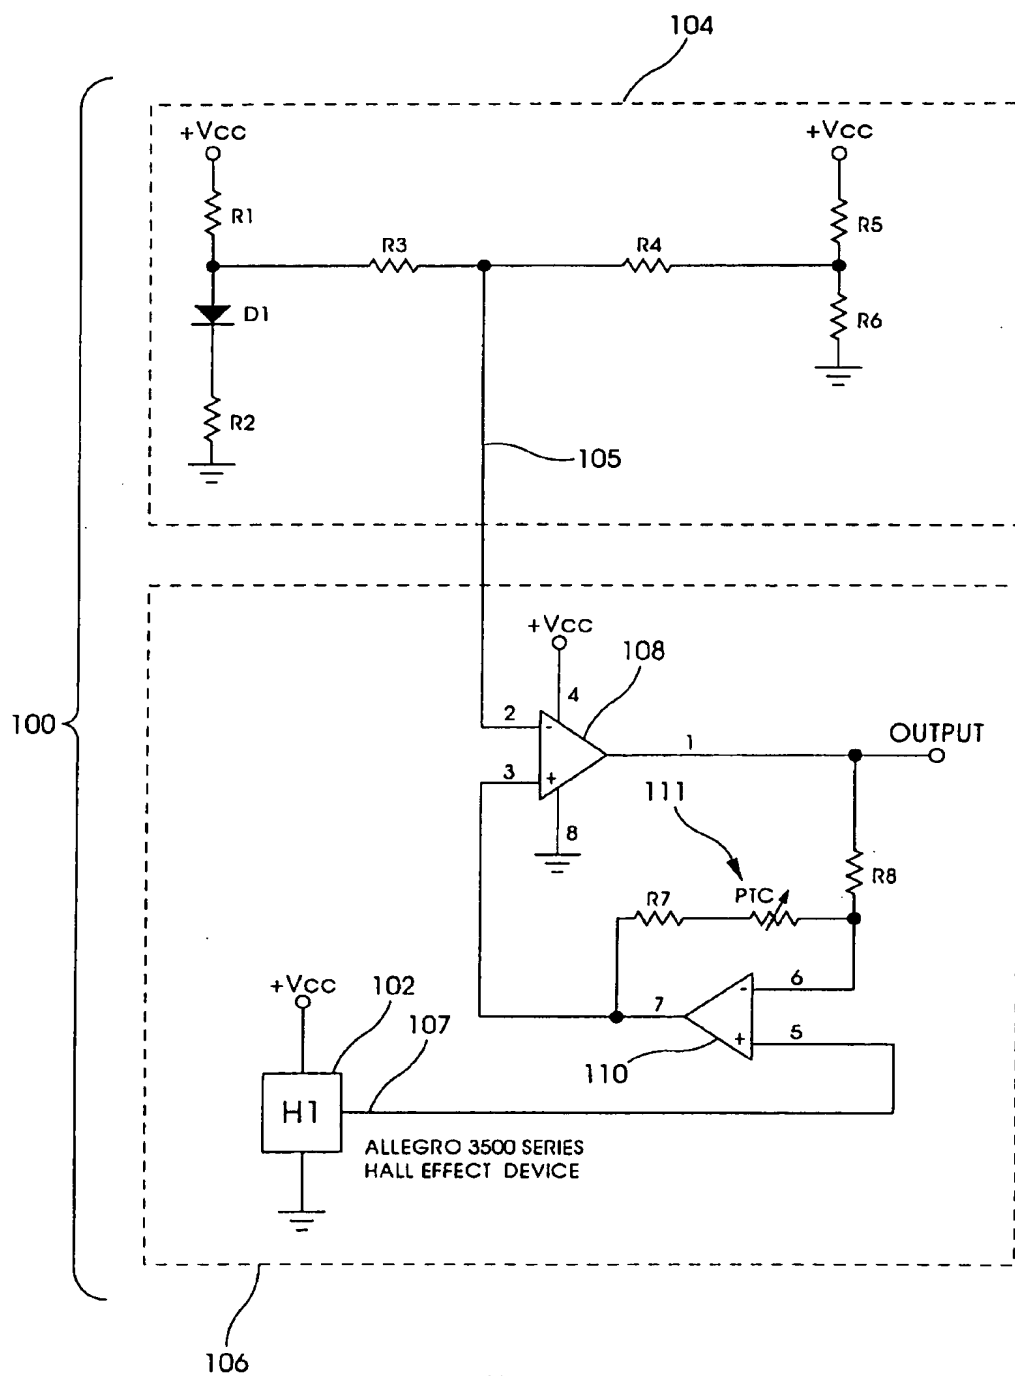 104
+Vcc
+Vcc
R1
R5
R3
R4
D1
R6
R2
105
+Vcc
108
4
100
2
-
1
OUTPUT
3
+
111
8
R8
R7
PTC
+Vcc
102
6
-
107
7
5
+
110
H1
ALLEGRO 3500 SERIES
HALL EFFECT DEVICE
106